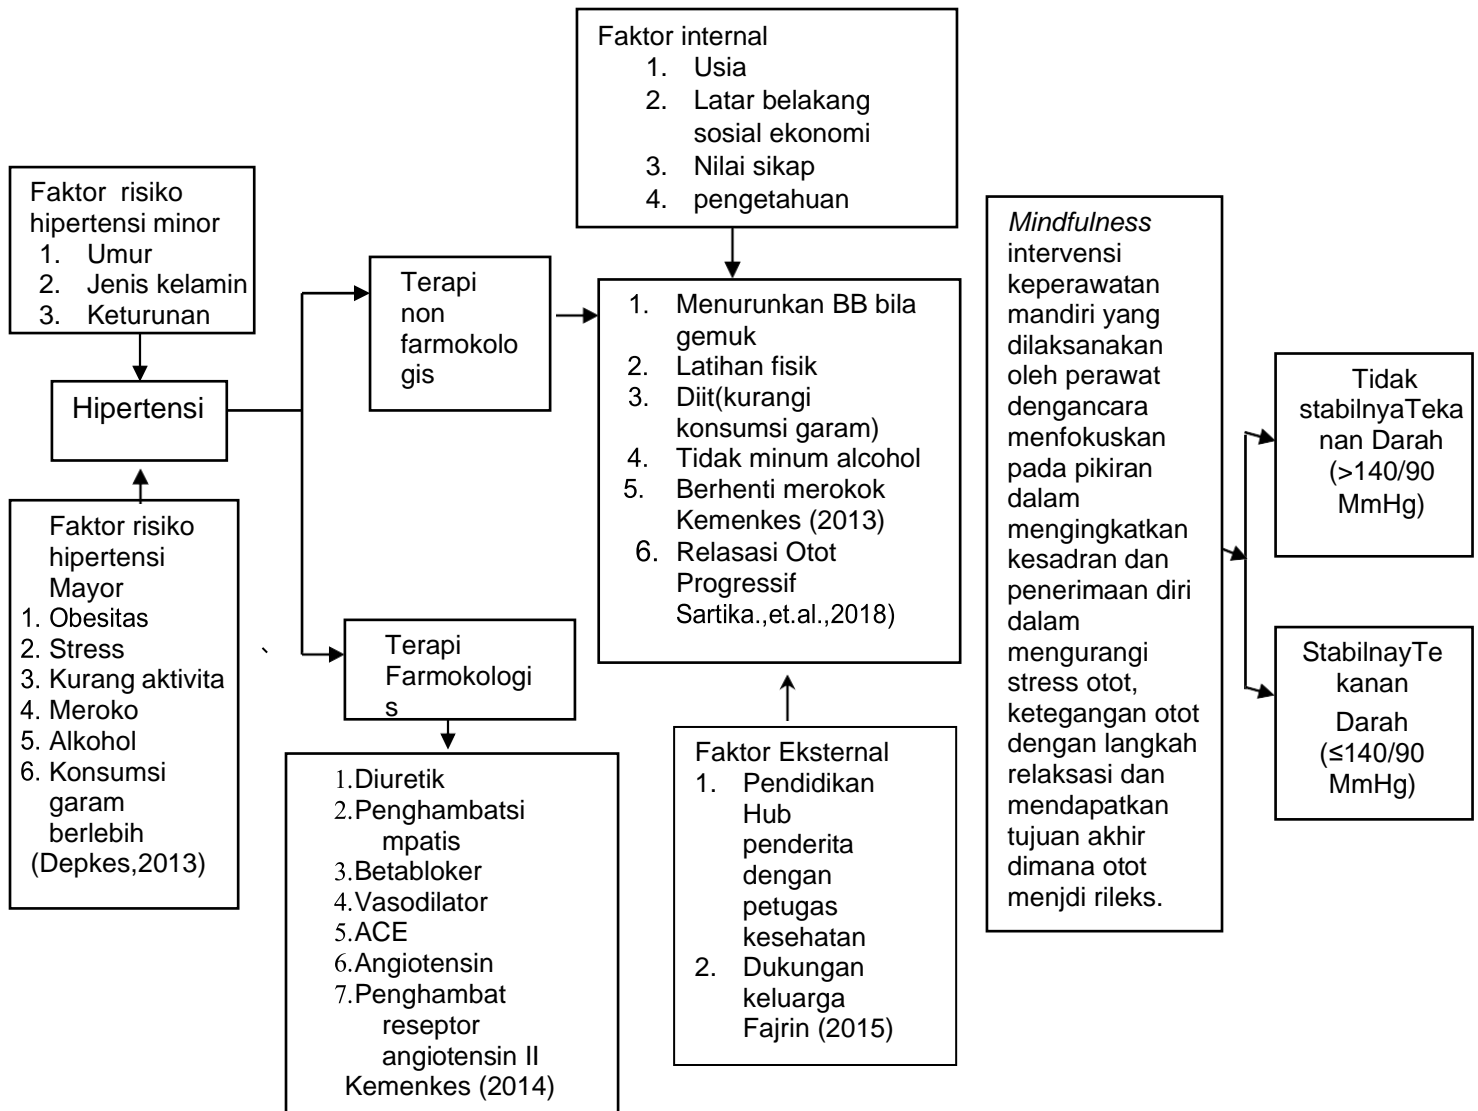 Faktor internal
1. Usia
2. Latar belakang
sosial ekonomi
3. Nilai sikap
4. pengetahuan
Faktor risiko
hipertensi minor
1. Umur
2. Jenis kelamin
3. Keturunan
Hipertensi
Faktor risiko
hipertensi
Mayor
1. Obesitas
2. Stress
3. Kurang aktivita
4. Meroko
5. Alkohol
6. Konsumsi
garam
berlebih
(Depkes,2013)
Terapi
non
farmokolo
gis
`
Terapi
Farmokologi
s
1.Diuretik
2.Penghambatsi
mpatis
3.Betabloker
4.Vasodilator
5.ACE
6.Angiotensin
7.Penghambat
reseptor
angiotensin II
Kemenkes (2014)
1. Menurunkan BB bila
gemuk
2. Latihan fisik
3. Diit(kurangi
konsumsi garam)
4. Tidak minum alcohol
5. Berhenti merokok
Kemenkes (2013)
6. Relasasi Otot
Progressif
Sartika.,et.al.,2018)
Faktor Eksternal
1. Pendidikan
Hub
penderita
dengan
petugas
kesehatan
2. Dukungan
keluarga
Fajrin (2015)
Mindfulness
intervensi
keperawatan
mandiri yang
dilaksanakan
oleh perawat
dengancara
menfokuskan
pada pikiran
dalam
mengingkatkan
kesadran dan
penerimaan diri
dalam
mengurangi
stress otot,
ketegangan otot
dengan langkah
relaksasi dan
mendapatkan
tujuan akhir
dimana otot
menjdi rileks.
Tidak
stabilnyaTeka
nan Darah
(>140/90
MmHg)
StabilnayTe
kanan
Darah
(≤140/90
MmHg)